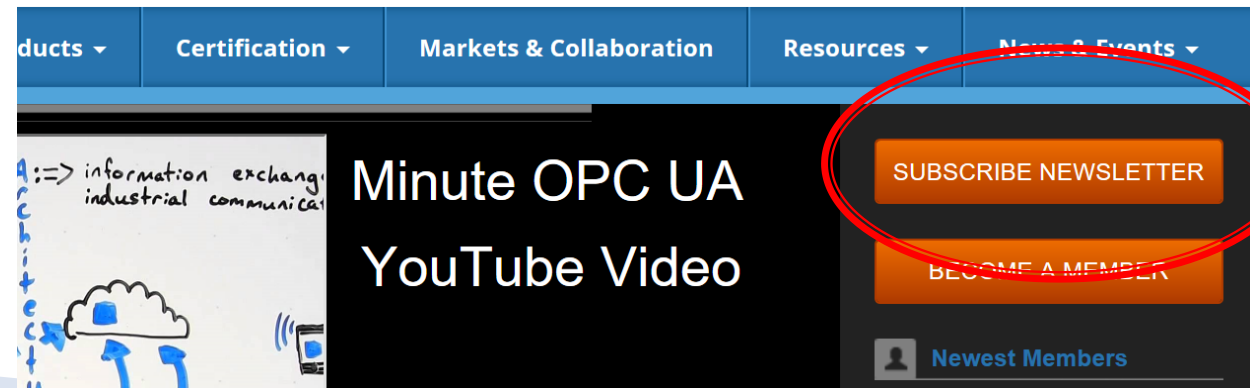 ducts
Certification
Markets & Collaboration
Resources
News & Events
A:=> information exchang
industrial communicat
Minute OPC UA
YouTube Video
SUBSCRIBE NEWSLETTER
BECOME A MEMBER
Newest Members